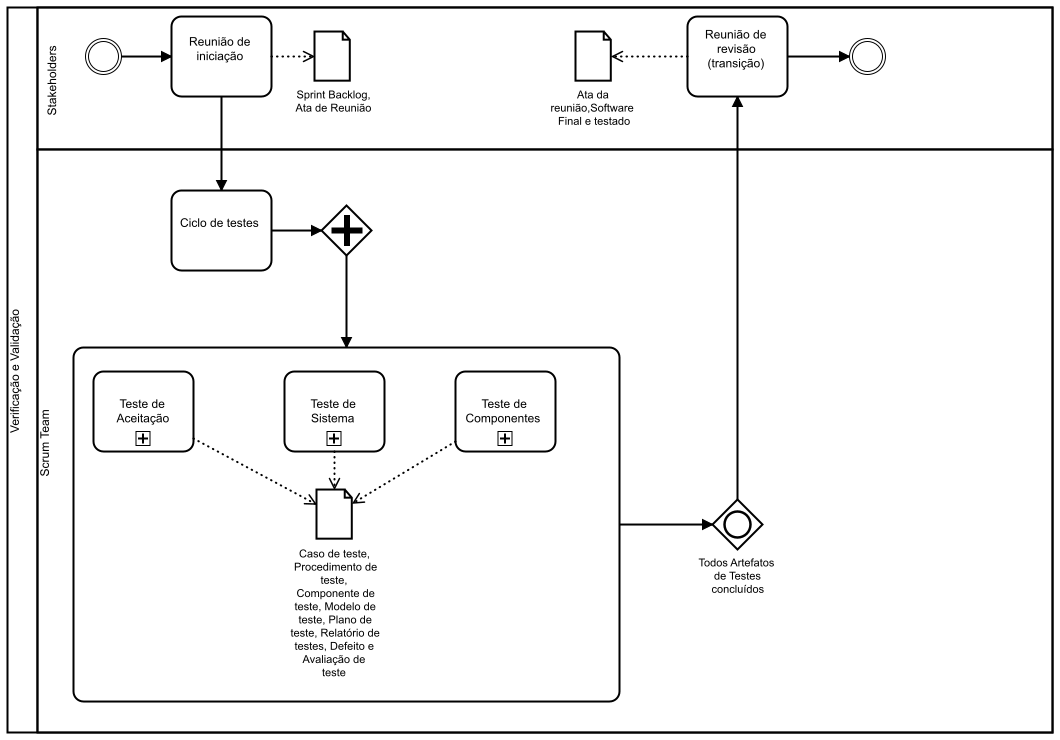 Verificação e Validação
Stakeholders
Reunião de
iniciação
Sprint Backlog,
Ata de Reunião
Ata da
reunião,Software
Final e testado
Reunião de
revisão
(transição)
Scrum Team
Ciclo de testes
Teste de
Aceitação
Teste de
Sistema
Teste de
Componentes
Caso de teste,
Procedimento de
teste,
Componente de
teste, Modelo de
teste, Plano de
teste, Relatório de
testes, Defeito e
Avaliação de
teste
Todos Artefatos
de Testes
concluídos